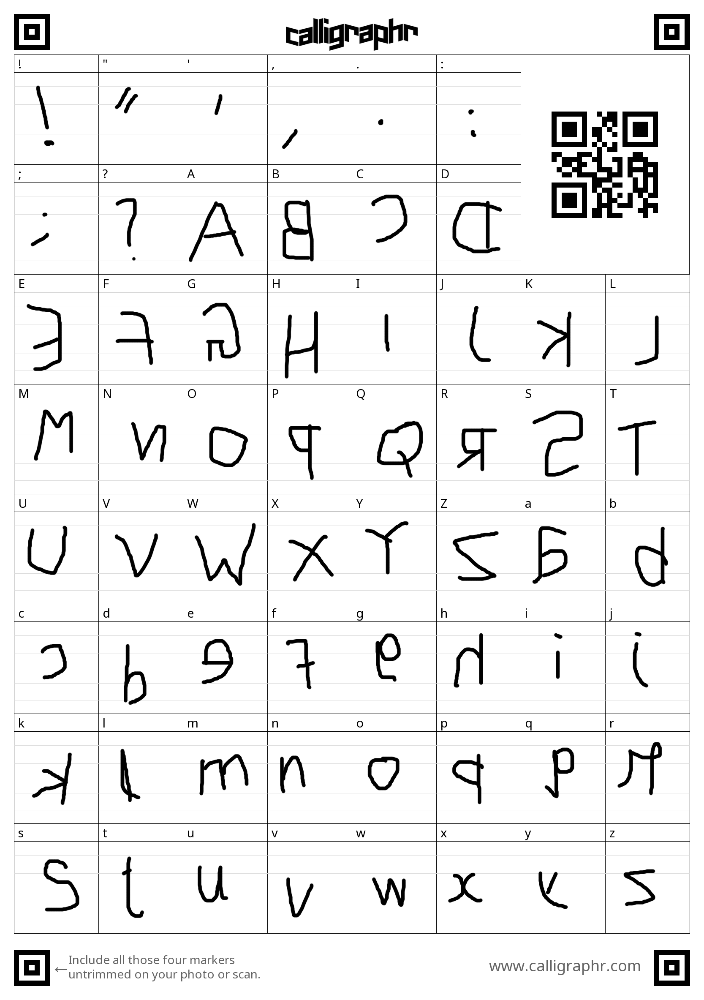 calligraphr
! " ' , . :
! " ' , . :
; ? A B C D
; ? A B C D
E F G H I J K L
E F G H I J K L
M N O P Q R S T
M N O P Q R S T
U V W X Y Z a b
U V W X Y Z a b
c d e f g h i j
c d e f g h i j
k l m n o p q r
k l m n o p q r
s t u v w x y z
s t u v w x y z
←Include all those four markers
untrimmed on your photo or scan.
www.calligraphr.com